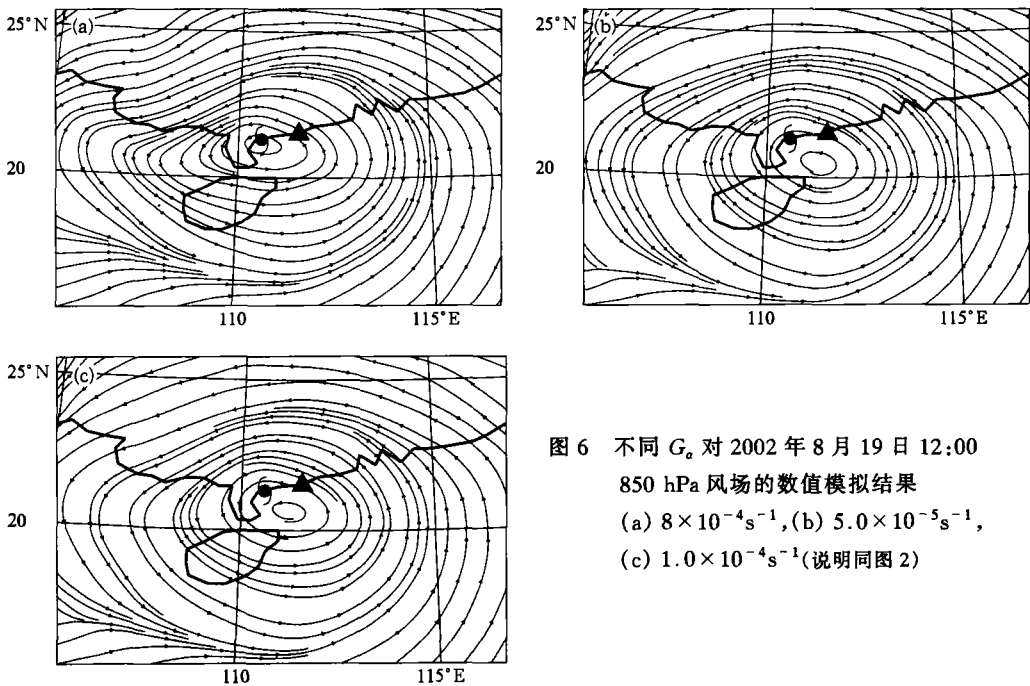 25°N (a)
20
110 115°E
(b)
25°N
20
110 115°E
25°N (c)
20
110 115°E
图 6 不同 Gₐ 对 2002 年 8 月 19 日 12:00
850 hPa 风场的数值模拟结果
(a) 8×10⁻⁴s⁻¹,(b) 5.0×10⁻⁵s⁻¹,
(c) 1.0×10⁻⁴s⁻¹(说明同图 2)